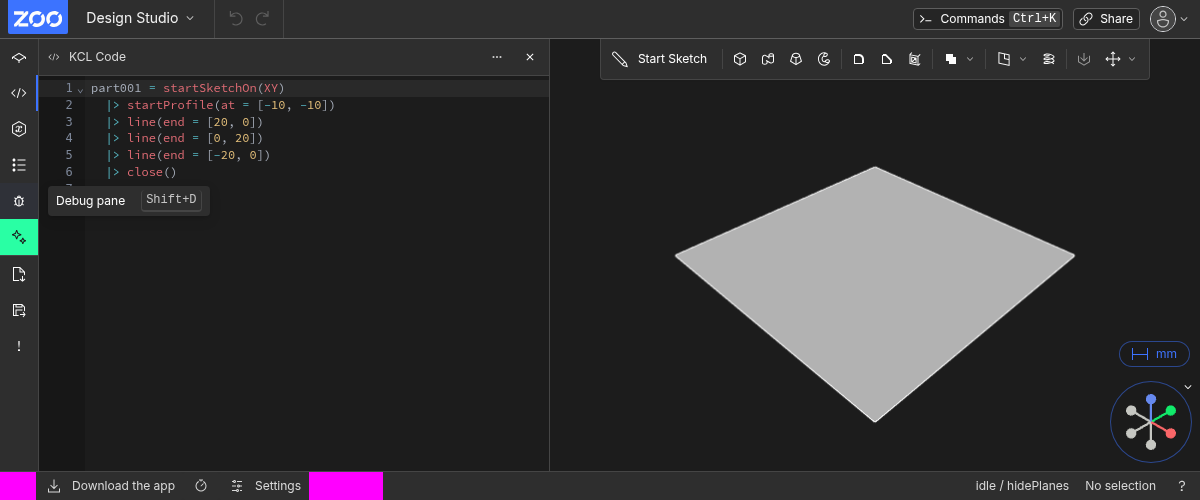 ZOO Design Studio Commands Ctrl+K Share
KCL Code
1 part001 = startSketchOn(XY)
2 |> startProfile(at = [-10, -10])
3 |> line(end = [20, 0])
4 |> line(end = [0, 20])
5 |> line(end = [-20, 0])
6 |> close()
Debug pane Shift+D
Start Sketch
mm
Download the app Settings idle / hidePlanes No selection ?